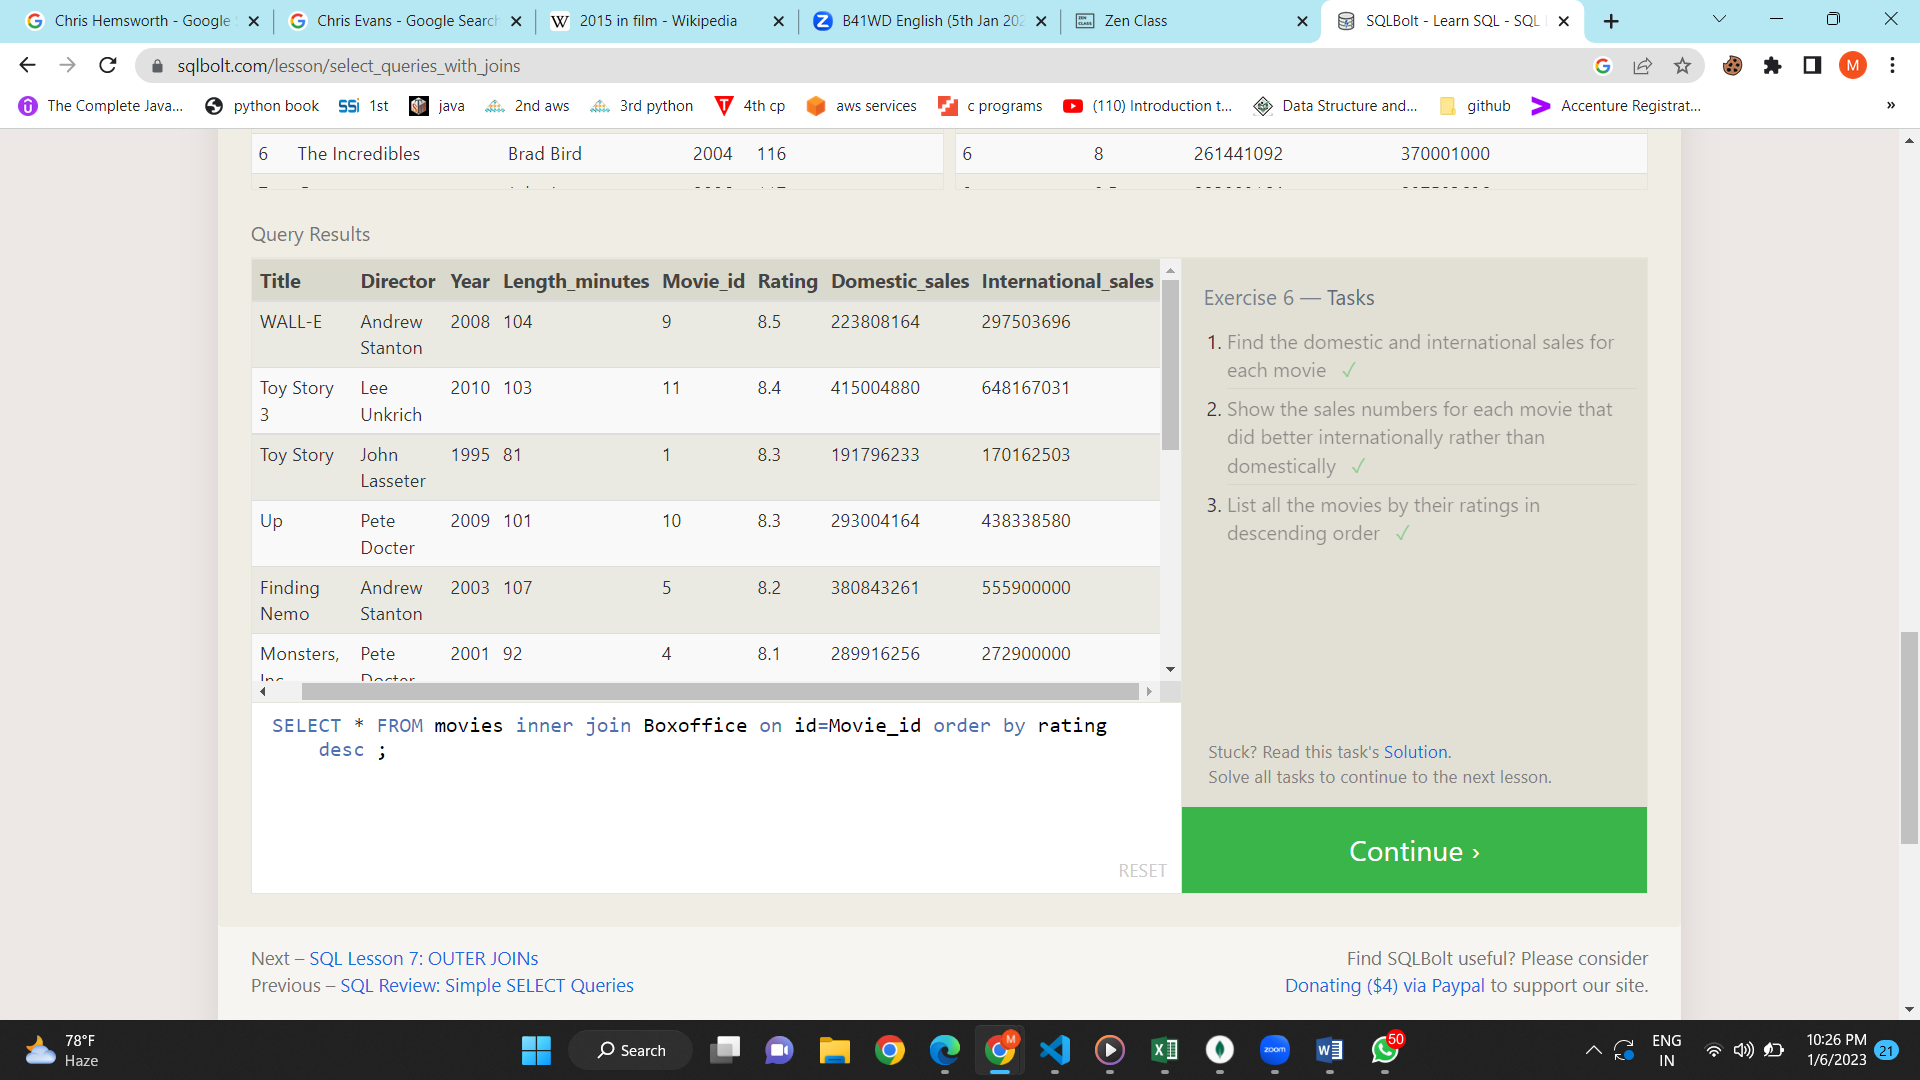 Chris Hemsworth - Google S
Chris Evans - Google Search
2015 in film - Wikipedia
B41WD English (5th Jan 202
Zen Class
SQLBolt - Learn SQL - SQL
sqlbolt.com/lesson/select_queries_with_joins
M
The Complete Java...
python book
SSi 1st
java
2nd aws
3rd python
4th cp
aws services
c programs
(110) Introduction t...
Data Structure and...
github
Accenture Registrat...
»
6 The Incredibles Brad Bird 2004 116
6 8 261441092 370001000
Query Results
Title Director Year Length_minutes Movie_id Rating Domestic_sales International_sales
WALL-E Andrew Stanton 2008 104 9 8.5 223808164 297503696
Toy Story 3 Lee Unkrich 2010 103 11 8.4 415004880 648167031
Toy Story John Lasseter 1995 81 1 8.3 191796233 170162503
Up Pete Docter 2009 101 10 8.3 293004164 438338580
Finding Nemo Andrew Stanton 2003 107 5 8.2 380843261 555900000
Monsters, Inc. Pete Docter 2001 92 4 8.1 289916256 272900000
SELECT * FROM movies inner join Boxoffice on id=Movie_id order by rating
desc ;
RESET
Exercise 6 — Tasks
1. Find the domestic and international sales for
each movie ✓
2. Show the sales numbers for each movie that
did better internationally rather than
domestically ✓
3. List all the movies by their ratings in
descending order ✓
Stuck? Read this task's Solution.
Solve all tasks to continue to the next lesson.
Continue ›
Next – SQL Lesson 7: OUTER JOINs
Previous – SQL Review: Simple SELECT Queries
Find SQLBolt useful? Please consider
Donating ($4) via Paypal to support our site.
78°F
Haze
Search
M
zoom
50
ENG
IN
10:26 PM
1/6/2023
21